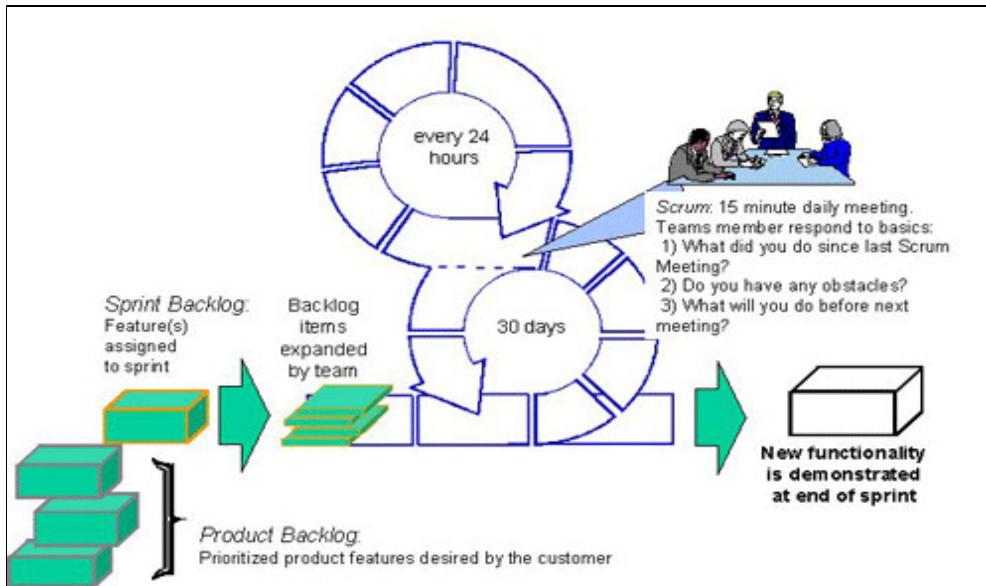 every 24
hours
Scrum: 15 minute daily meeting.
Teams member respond to basics:
1) What did you do since last Scrum
Meeting?
2) Do you have any obstacles?
3) What will you do before next
meeting?
Sprint Backlog:
Feature(s)
assigned
to sprint
Backlog
items
expanded
by team
30 days
New functionality
is demonstrated
at end of sprint
Product Backlog:
Prioritized product features desired by the customer